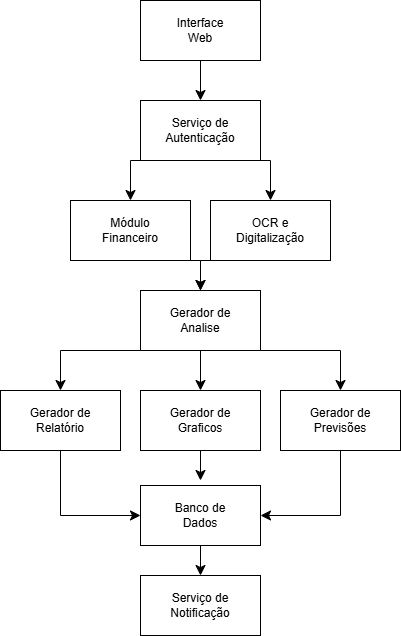 Interface
Web
Serviço de
Autenticação
Módulo
Financeiro
OCR e
Digitalização
Gerador de
Analise
Gerador de
Relatório
Gerador de
Graficos
Gerador de
Previsões
Banco de
Dados
Serviço de
Notificação